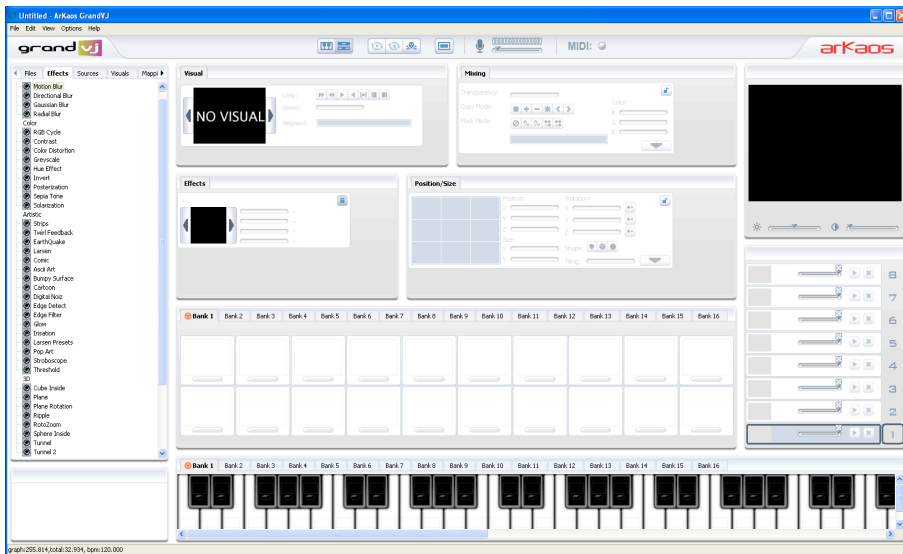 Untitled - ArKaos GrandVJ
File Edit View Options Help
grand vj
MIDI:
arKaos
Files Effects Sources Visuals Mappi
Motion Blur
Directional Blur
Gaussian Blur
Radial Blur
Color
RGB Cycle
Contrast
Color Distortion
Greyscale
Hue Effect
Invert
Posterization
Sepia Tone
Solarization
Artistic
Strips
Twirl Feedback
EarthQuake
Larsen
Comic
Ascii Art
Bumpy Surface
Cartoon
Digital Noiz
Edge Detect
Edge Filter
Glow
Irisation
Larsen Presets
Pop Art
Stroboscope
Threshold
3D
Cube Inside
Plane
Plane Rotation
Ripple
RotoZoom
Sphere Inside
Tunnel
Tunnel 2
Visual
NO VISUAL
Loop:
Speed:
Segment:
Mixing
Transparency:
Copy Mode:
Mask Mode:
Color:
R
G
B
Effects
Position/Size
Position:
X
Y
Z
Size:
X
Y
Rotation:
X
Y
Z
Shape:
Tiling:
8
7
6
5
4
3
2
1
Bank 1 Bank 2 Bank 3 Bank 4 Bank 5 Bank 6 Bank 7 Bank 8 Bank 9 Bank 10 Bank 11 Bank 12 Bank 13 Bank 14 Bank 15 Bank 16
Bank 1 Bank 2 Bank 3 Bank 4 Bank 5 Bank 6 Bank 7 Bank 8 Bank 9 Bank 10 Bank 11 Bank 12 Bank 13 Bank 14 Bank 15 Bank 16
graph:255.814,total:32.934, bpm:120.000